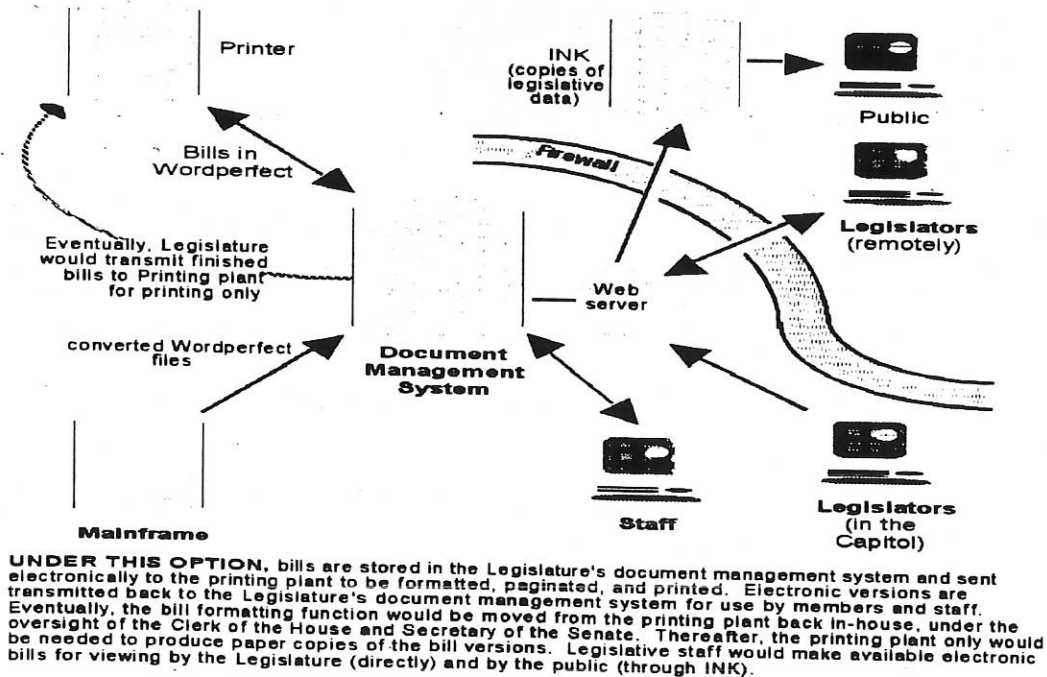 Printer
INK
(copies of
legislative
data)
Public
Bills in
Wordperfect
Firewall
Legislators
(remotely)
Eventually, Legislature
would transmit finished
bills to Printing plant
for printing only
Web
server
converted Wordperfect
files
Document
Management
System
Mainframe
Staff
Legislators
(in the
Capitol)
UNDER THIS OPTION, bills are stored in the Legislature's document management system and sent
electronically to the printing plant to be formatted, paginated, and printed. Electronic versions are
transmitted back to the Legislature's document management system for use by members and staff.
Eventually, the bill formatting function would be moved from the printing plant back in-house, under the
oversight of the Clerk of the House and Secretary of the Senate. Thereafter, the printing plant only would
be needed to produce paper copies of the bill versions. Legislative staff would make available electronic
bills for viewing by the Legislature (directly) and by the public (through INK).